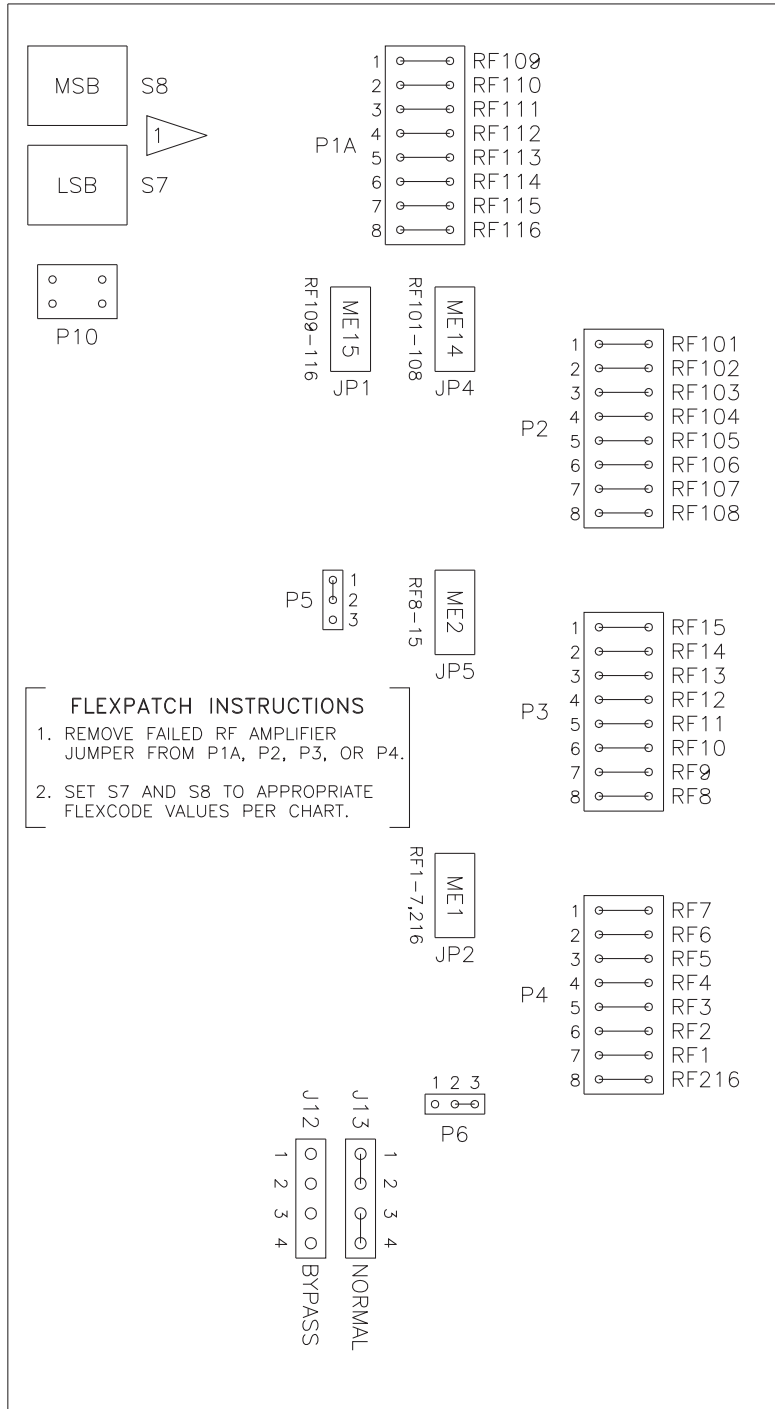 MSB S8
1
LSB S7
P10
P1A
1 RF109
2 RF110
3 RF111
4 RF112
5 RF113
6 RF114
7 RF115
8 RF116
RF109-116
ME15
JP1
RF101-108
ME14
JP4
P2
1 RF101
2 RF102
3 RF103
4 RF104
5 RF105
6 RF106
7 RF107
8 RF108
P5
1
2
3
RF8-15
ME2
JP5
P3
1 RF15
2 RF14
3 RF13
4 RF12
5 RF11
6 RF10
7 RF9
8 RF8
FLEXPATCH INSTRUCTIONS
1. REMOVE FAILED RF AMPLIFIER
JUMPER FROM P1A, P2, P3, OR P4.
2. SET S7 AND S8 TO APPROPRIATE
FLEXCODE VALUES PER CHART.
RF1-7,216
ME1
JP2
P4
1 RF7
2 RF6
3 RF5
4 RF4
5 RF3
6 RF2
7 RF1
8 RF216
1 2 3
P6
J12
1
2
3
4
BYPASS
J13
1
2
3
4
NORMAL